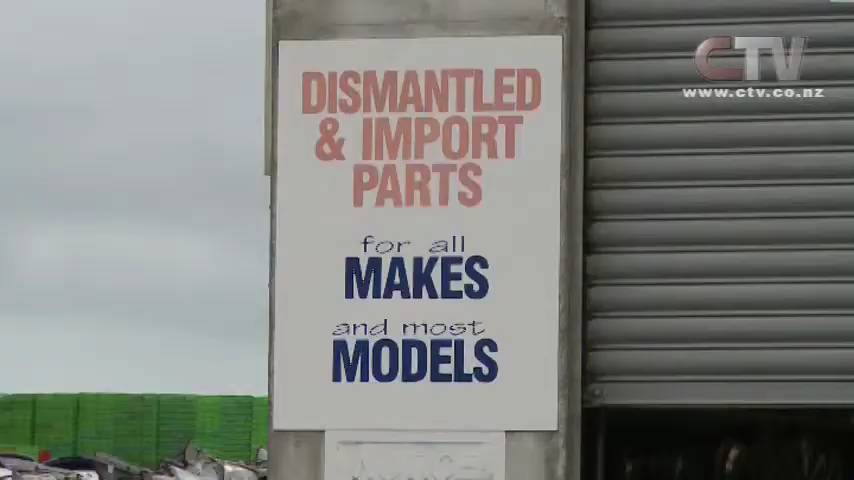 CTV
www.ctv.co.nz
DISMANTLED
& IMPORT
PARTS
for all
MAKES
and most
MODELS